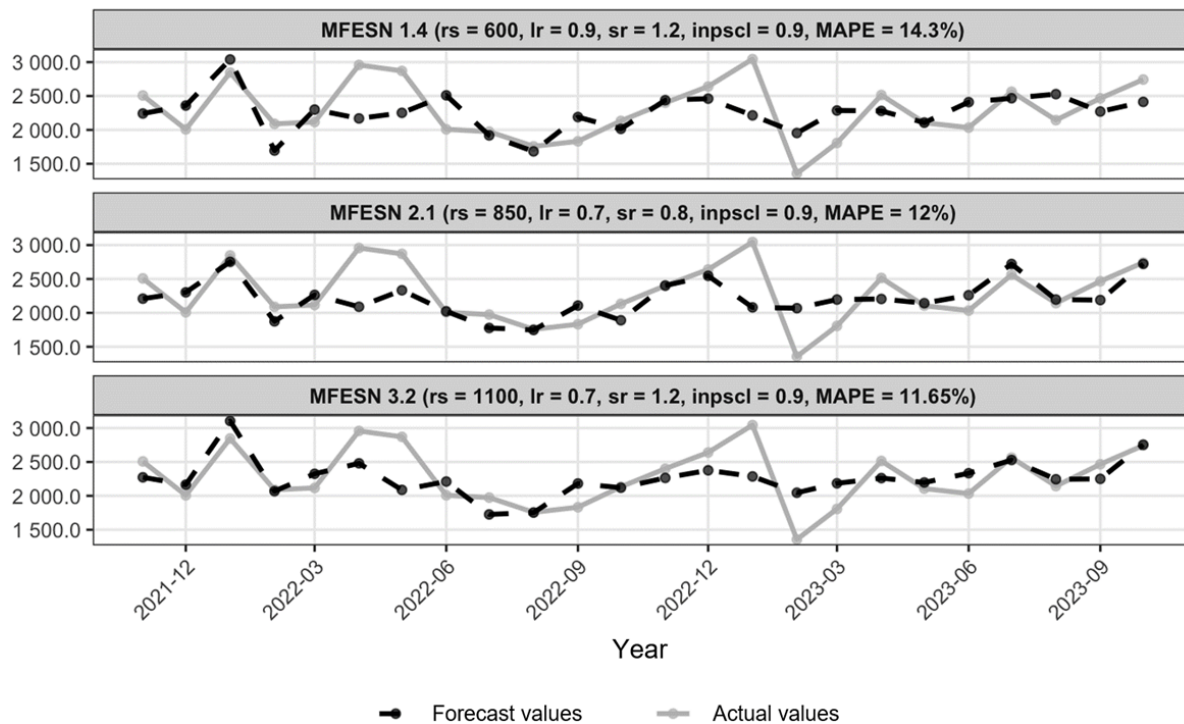 MFESN 1.4 (rs = 600, lr = 0.9, sr = 1.2, inpscl = 0.9, MAPE = 14.3%)
3 000.0
2 500.0
2 000.0
1 500.0
MFESN 2.1 (rs = 850, lr = 0.7, sr = 0.8, inpscl = 0.9, MAPE = 12%)
3 000.0
2 500.0
2 000.0
1 500.0
MFESN 3.2 (rs = 1100, lr = 0.7, sr = 1.2, inpscl = 0.9, MAPE = 11.65%)
3 000.0
2 500.0
2 000.0
1 500.0
2021-12 2022-03 2022-06 2022-09 2022-12 2023-03 2023-06 2023-09
Year
Forecast values Actual values